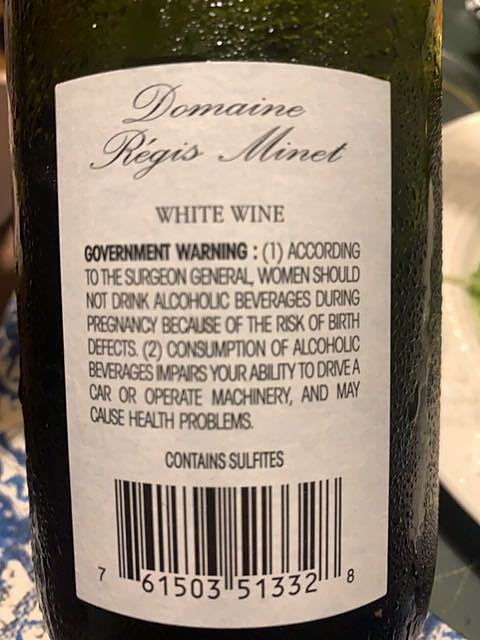 Domaine
Régis Minet
WHITE WINE
GOVERNMENT WARNING : (1) ACCORDING
TO THE SURGEON GENERAL, WOMEN SHOULD
NOT DRINK ALCOHOLIC BEVERAGES DURING
PREGNANCY BECAUSE OF THE RISK OF BIRTH
DEFECTS. (2) CONSUMPTION OF ALCOHOLIC
BEVERAGES IMPAIRS YOUR ABILITY TO DRIVE A
CAR OR OPERATE MACHINERY, AND MAY
CAUSE HEALTH PROBLEMS.
CONTAINS SULFITES
7 61503 51332 8